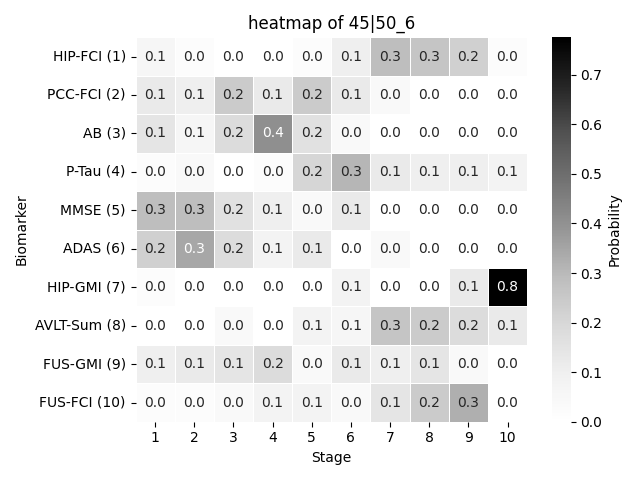 heatmap of 45|50_6
HIP-FCI (1) 0.1 0.0 0.0 0.0 0.0 0.1 0.3 0.3 0.2 0.0
PCC-FCI (2) 0.1 0.1 0.2 0.1 0.2 0.1 0.0 0.0 0.0 0.0
AB (3) 0.1 0.1 0.2 0.4 0.2 0.0 0.0 0.0 0.0 0.0
P-Tau (4) 0.0 0.0 0.0 0.0 0.2 0.3 0.1 0.1 0.1 0.1
MMSE (5) 0.3 0.3 0.2 0.1 0.0 0.1 0.0 0.0 0.0 0.0
ADAS (6) 0.2 0.3 0.2 0.1 0.1 0.0 0.0 0.0 0.0 0.0
HIP-GMI (7) 0.0 0.0 0.0 0.0 0.0 0.1 0.0 0.0 0.1 0.8
AVLT-Sum (8) 0.0 0.0 0.0 0.0 0.1 0.1 0.3 0.2 0.2 0.1
FUS-GMI (9) 0.1 0.1 0.1 0.2 0.0 0.1 0.1 0.1 0.0 0.0
FUS-FCI (10) 0.0 0.0 0.0 0.1 0.1 0.0 0.1 0.2 0.3 0.0
1 2 3 4 5 6 7 8 9 10
Stage
Biomarker
0.7
0.6
0.5
0.4
0.3
0.2
0.1
0.0
Probability